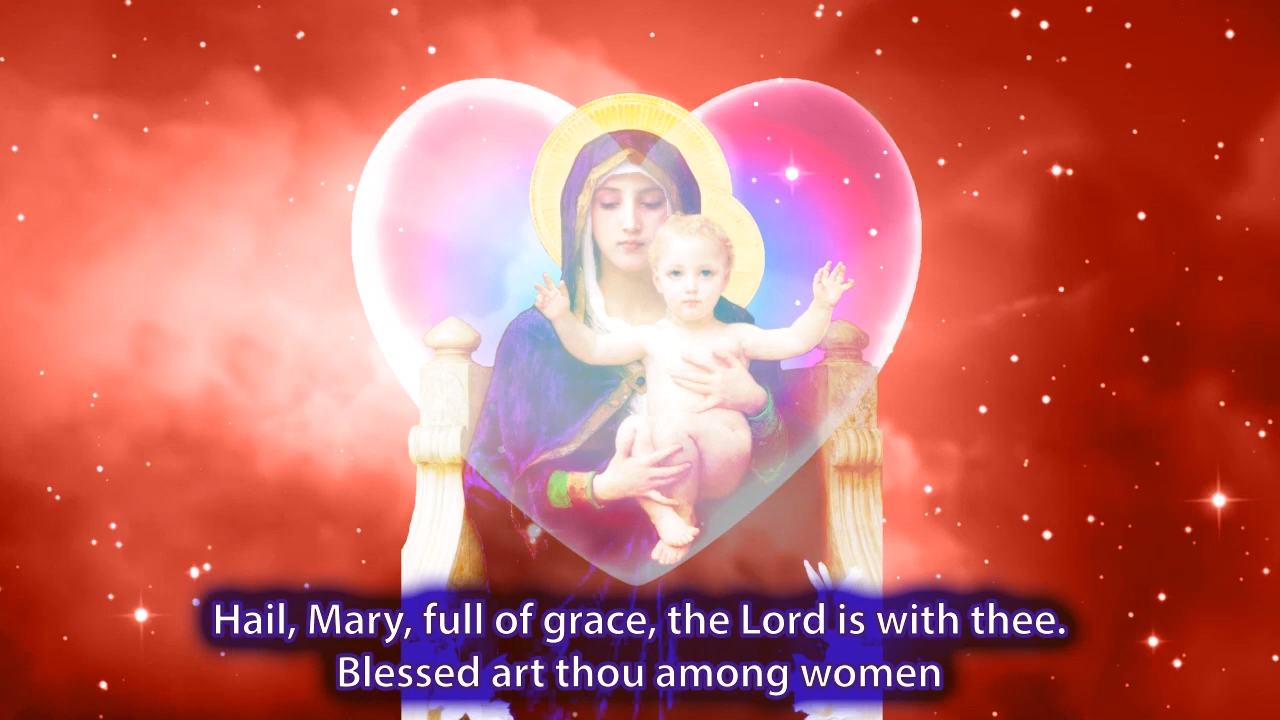 Hail, Mary, full of grace, the Lord is with thee.
Blessed art thou among women